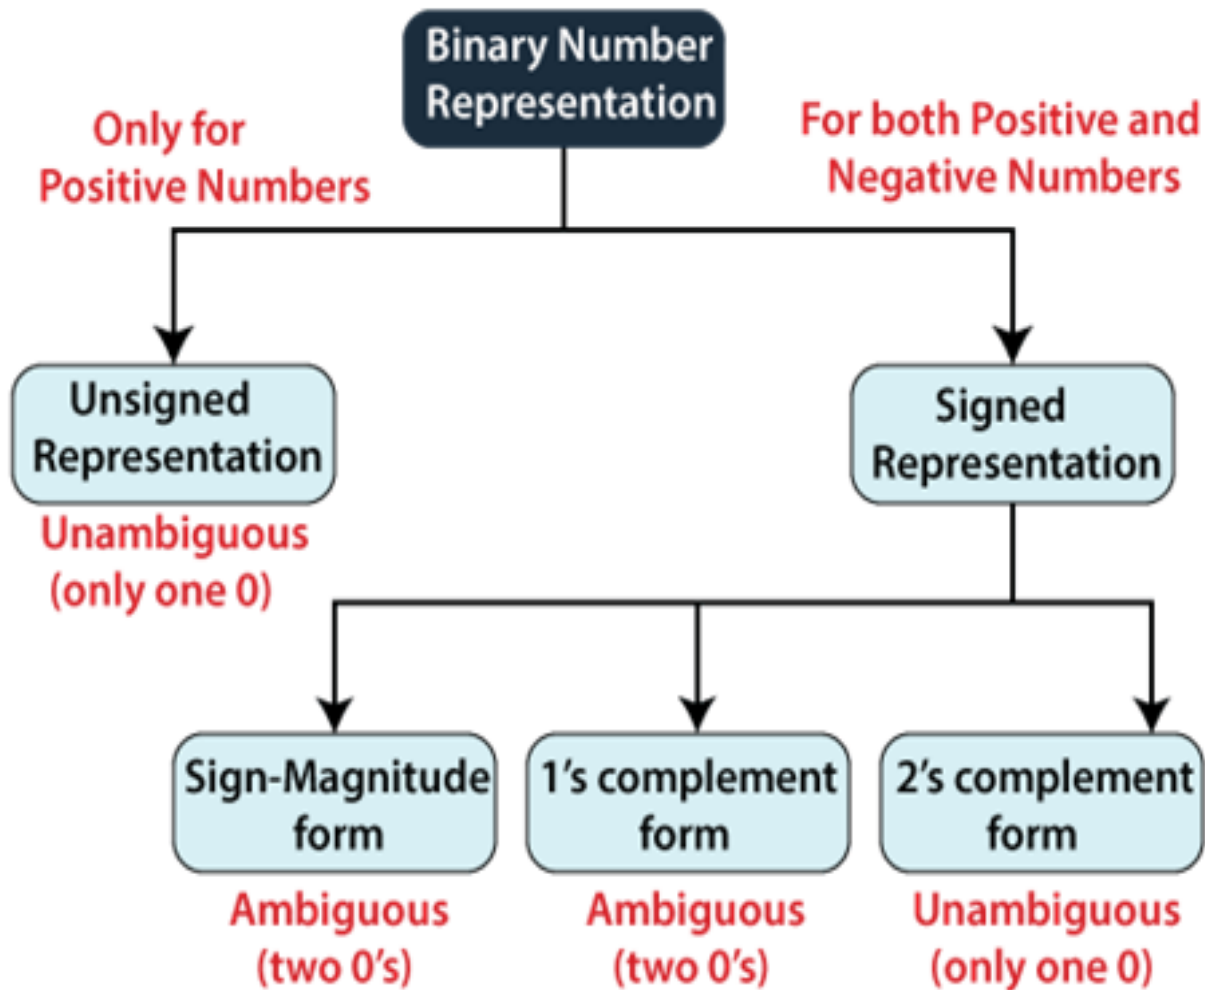 Binary Number
Representation
Only for
Positive Numbers
For both Positive and
Negative Numbers
Unsigned
Representation
Unambiguous
(only one 0)
Signed
Representation
Sign-Magnitude
form
Ambiguous
(two 0’s)
1’s complement
form
Ambiguous
(two 0’s)
2’s complement
form
Unambiguous
(only one 0)